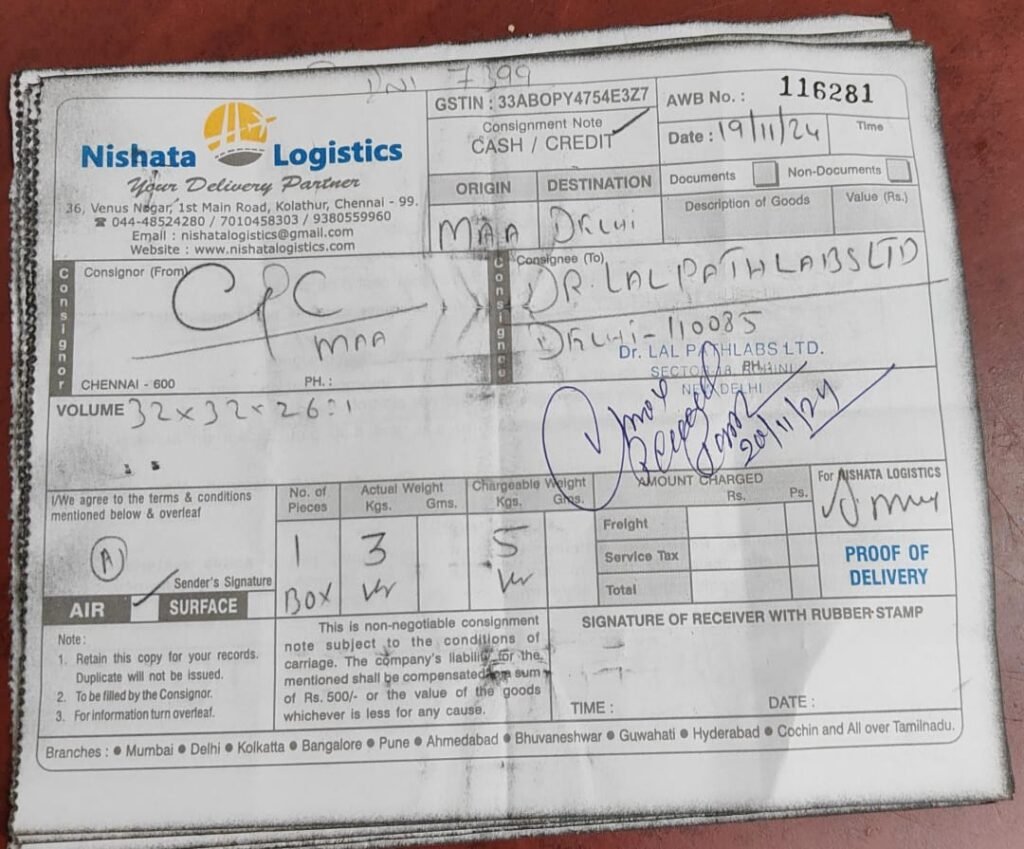 7399
Nishata Logistics
Your Delivery Partner
36, Venus Nagar, 1st Main Road, Kolathur, Chennai - 99.
☎ 044-48524280 / 7010458303 / 9380559960
Email : nishatalogistics@gmail.com
Website : www.nishatalogistics.com
GSTIN : 33ABOPY4754E3Z7
Consignment Note
CASH / CREDIT
AWB No. : 116281
Date : 19/11/24
Time
ORIGIN
DESTINATION
MAA
DELHI
Documents
Non-Documents
Description of Goods
Value (Rs.)
Consignor
Consignor (From)
CPC
MAA
CHENNAI - 600
PH. :
Consignee
Consignee (To)
DR. LAL PATHLABS LTD
DELHI-110085
Dr. LAL PATHLABS LTD.
SECTOR-18, ROHINI
NEW DELHI
20/11/24
VOLUME 32 x 32 x 26 : 1
I/We agree to the terms & conditions
mentioned below & overleaf
A
Sender's Signature
AIR
SURFACE
No. of
Pieces
1
BOX
Actual Weight
Kgs. Gms.
3
Chargeable Weight
Kgs. Gms.
5
AMOUNT CHARGED
Rs. Ps.
Freight
Service Tax
Total
For NISHATA LOGISTICS
PROOF OF
DELIVERY
Note :
1. Retain this copy for your records.
Duplicate will not be issued.
2. To be filled by the Consignor.
3. For information turn overleaf.
This is non-negotiable consignment
note subject to the conditions of
carriage. The company's liability for the
mentioned shall be compensated sum
of Rs. 500/- or the value of the goods
whichever is less for any cause.
SIGNATURE OF RECEIVER WITH RUBBER STAMP
TIME :
DATE :
Branches : ● Mumbai ● Delhi ● Kolkatta ● Bangalore ● Pune ● Ahmedabad ● Bhuvaneshwar ● Guwahati ● Hyderabad ● Cochin and All over Tamilnadu.